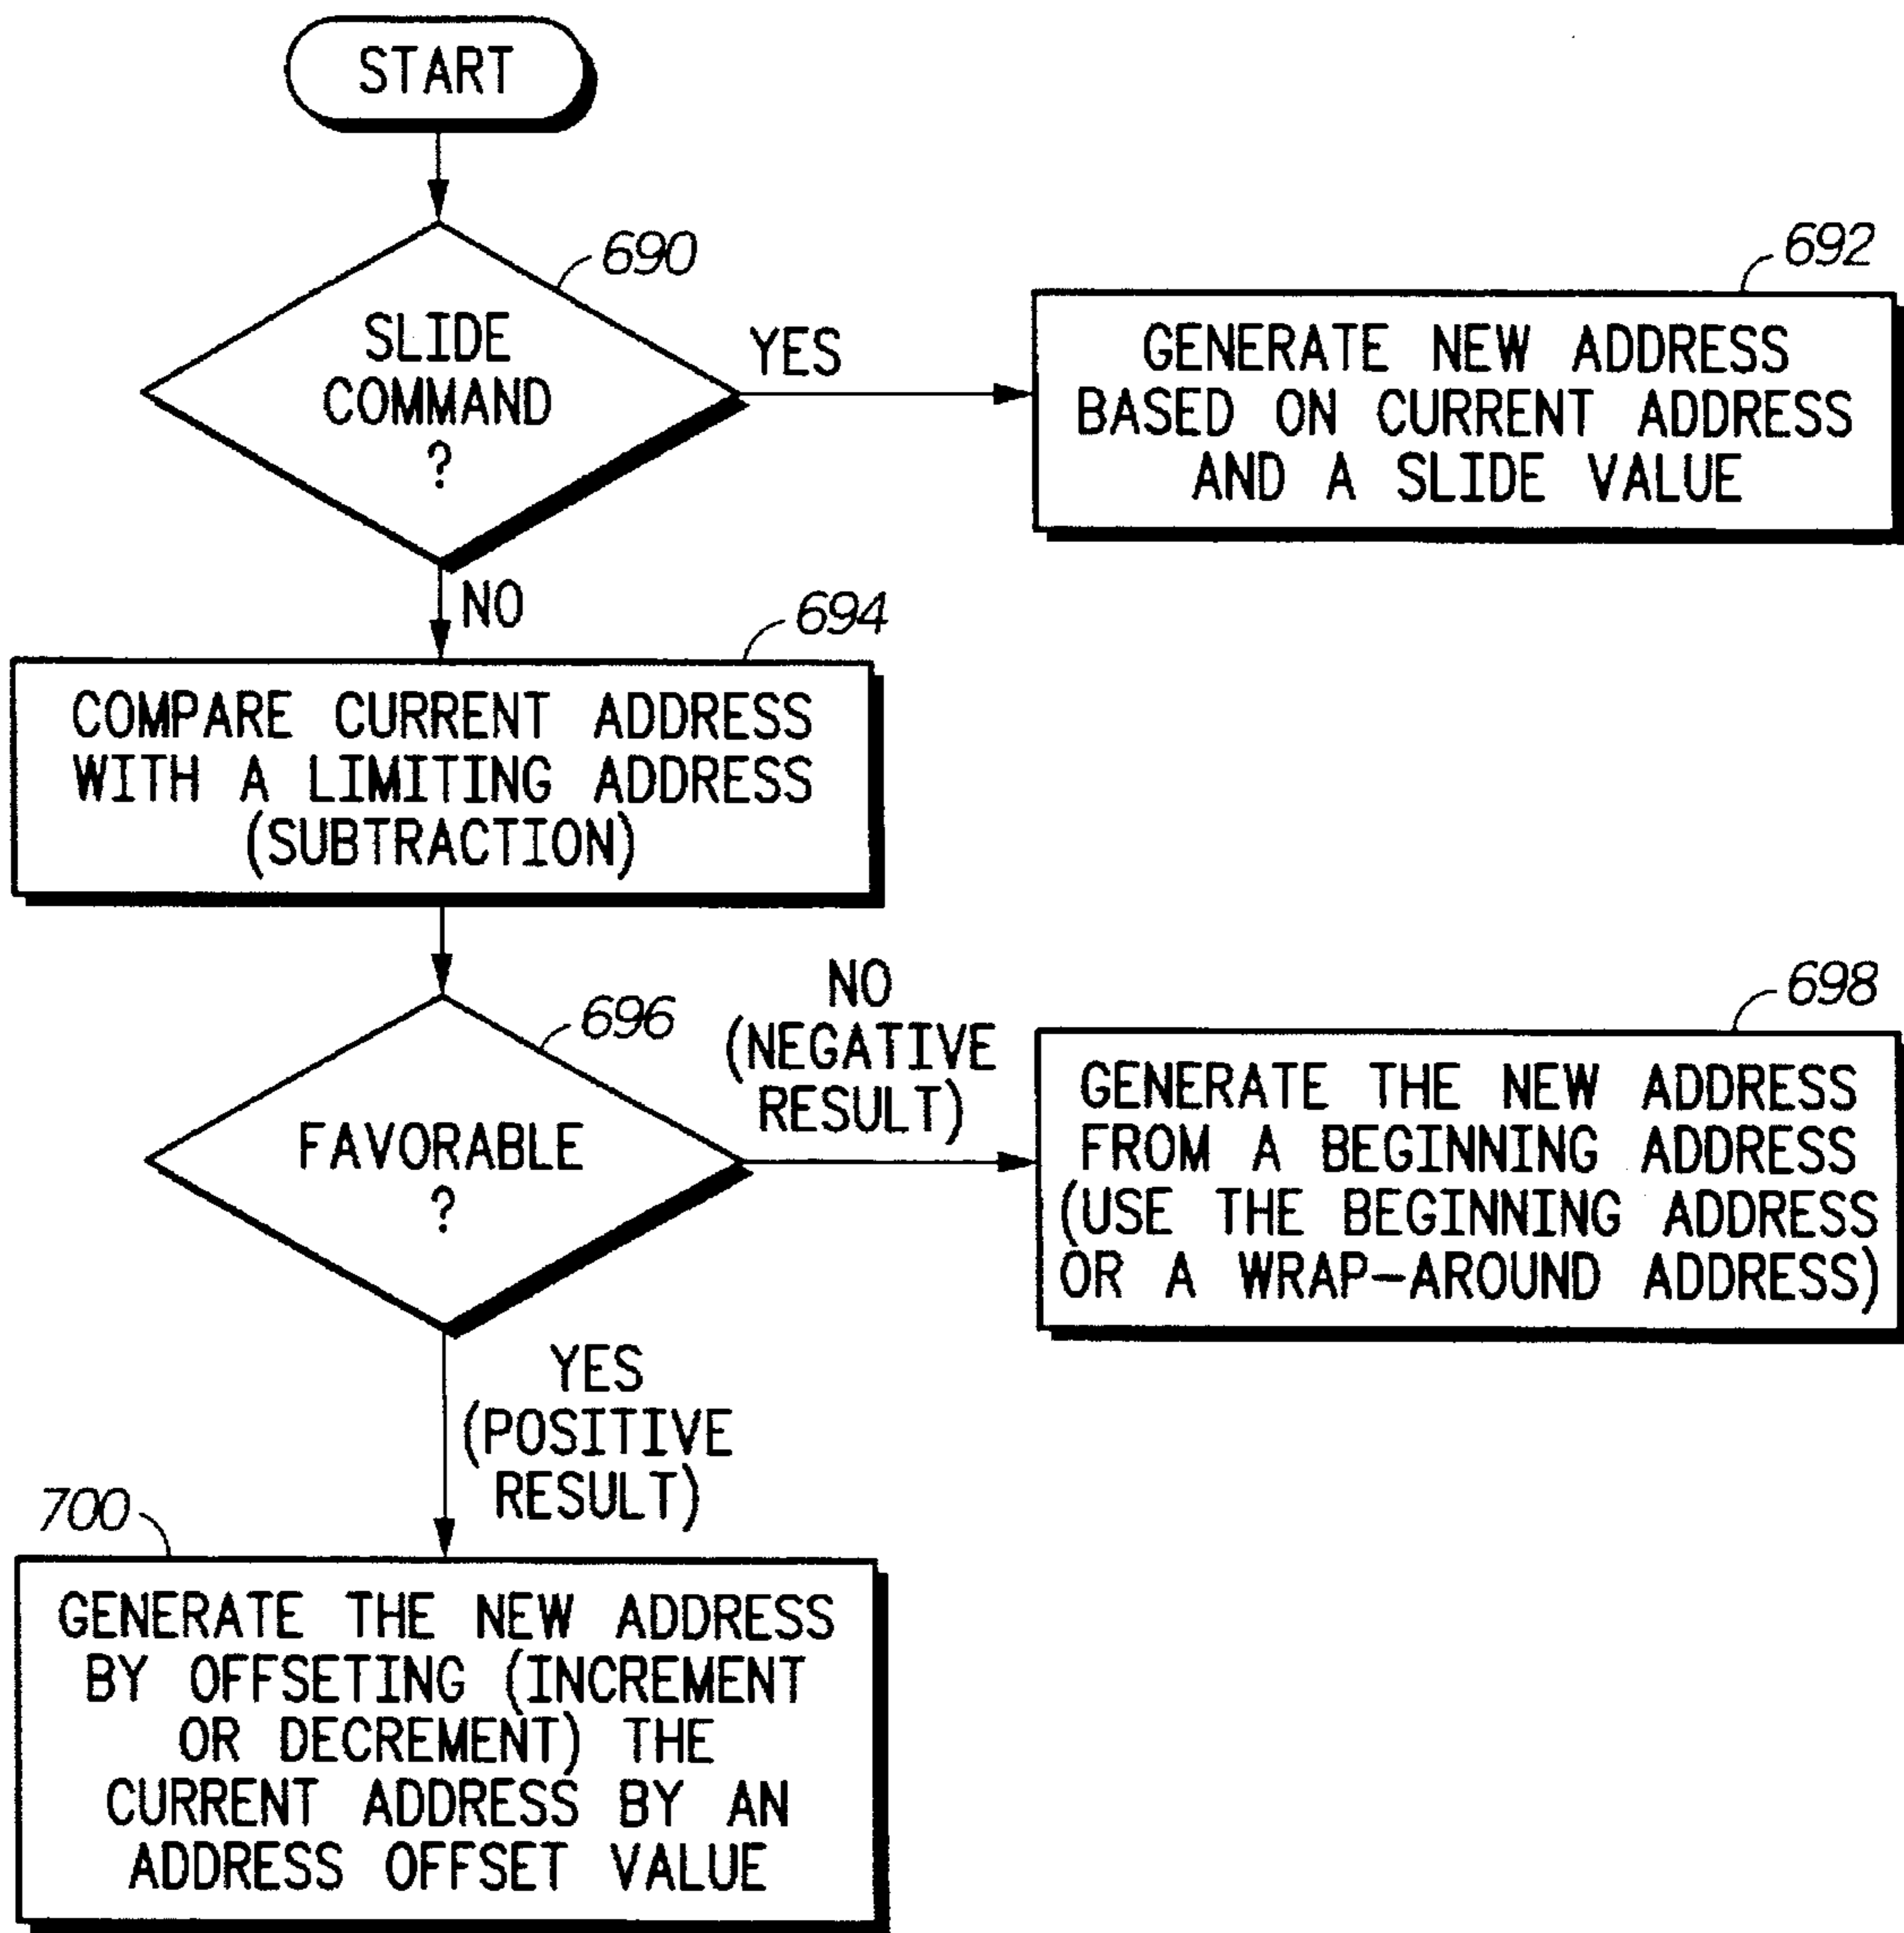 START
690
SLIDE
COMMAND
?
YES
692
GENERATE NEW ADDRESS
BASED ON CURRENT ADDRESS
AND A SLIDE VALUE
NO
694
COMPARE CURRENT ADDRESS
WITH A LIMITING ADDRESS
(SUBTRACTION)
696
FAVORABLE
?
NO
(NEGATIVE
RESULT)
698
GENERATE THE NEW ADDRESS
FROM A BEGINNING ADDRESS
(USE THE BEGINNING ADDRESS
OR A WRAP-AROUND ADDRESS)
YES
(POSITIVE
RESULT)
700
GENERATE THE NEW ADDRESS
BY OFFSETING (INCREMENT
OR DECREMENT) THE
CURRENT ADDRESS BY AN
ADDRESS OFFSET VALUE